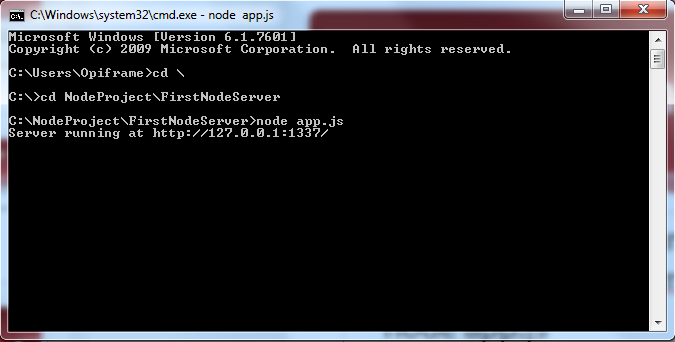 C:\Windows\system32\cmd.exe - node  app.js
Microsoft Windows [Version 6.1.7601]
Copyright (c) 2009 Microsoft Corporation.  All rights reserved.
C:\Users\Opiframe>cd \
C:\>cd NodeProject\FirstNodeServer
C:\NodeProject\FirstNodeServer>node app.js
Server running at http://127.0.0.1:1337/